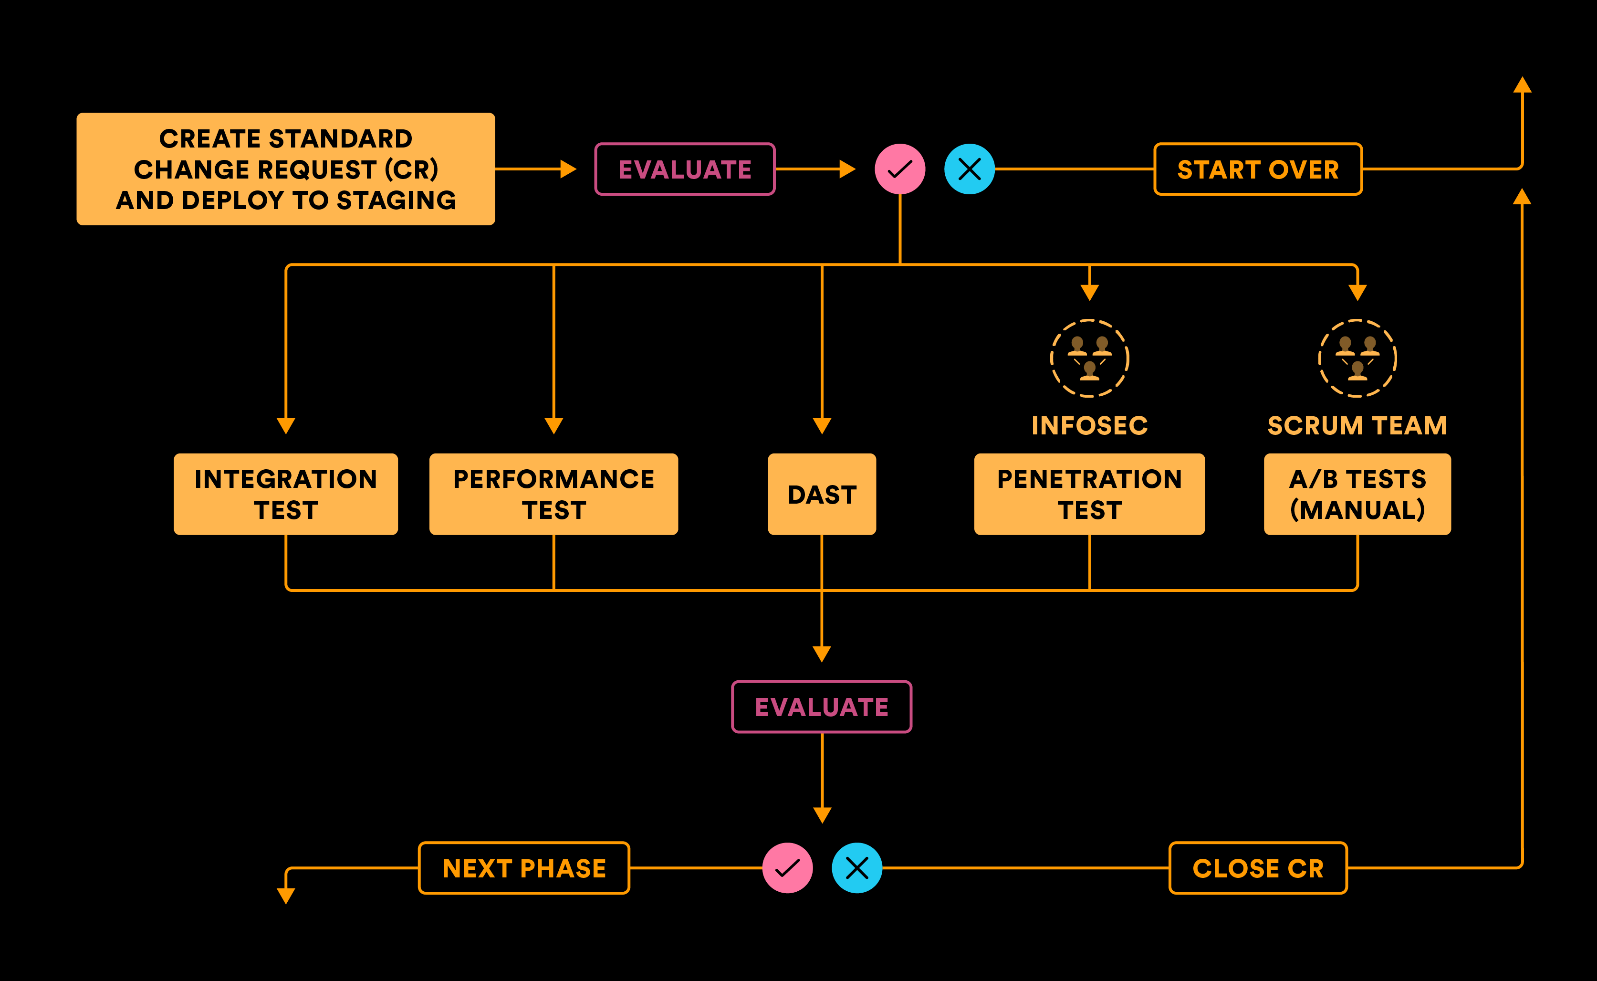 CREATE STANDARD
CHANGE REQUEST (CR)
AND DEPLOY TO STAGING
EVALUATE
START OVER
INFOSEC
SCRUM TEAM
INTEGRATION
TEST
PERFORMANCE
TEST
DAST
PENETRATION
TEST
A/B TESTS
(MANUAL)
EVALUATE
NEXT PHASE
CLOSE CR